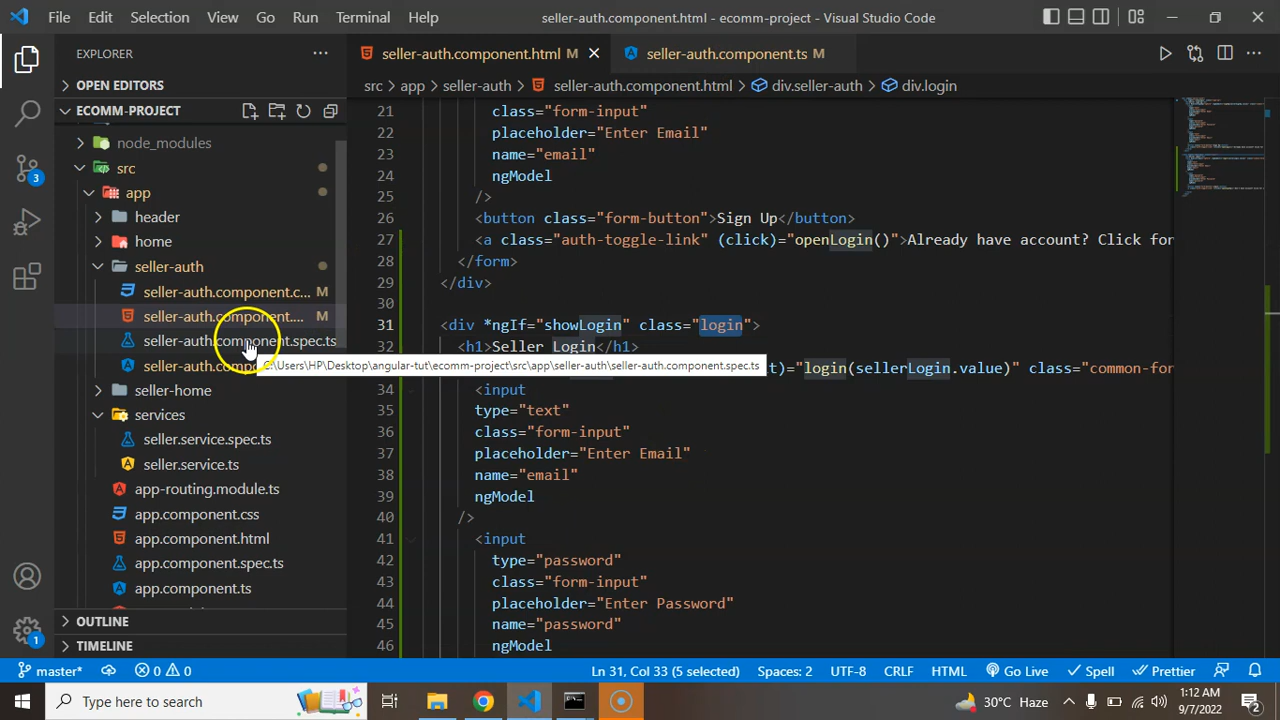 File Edit Selection View Go Run Terminal Help seller-auth.component.html - ecomm-project - Visual Studio Code
EXPLORER
OPEN EDITORS
ECOMM-PROJECT
node_modules
src
app
header
home
seller-auth
seller-auth.component.c... M
seller-auth.component.... M
seller-auth.component.spec.ts
seller-auth.compo
seller-home
services
seller.service.spec.ts
seller.service.ts
app-routing.module.ts
app.component.css
app.component.html
app.component.spec.ts
app.component.ts
OUTLINE
TIMELINE
3
1
seller-auth.component.html M seller-auth.component.ts M
src > app > seller-auth > seller-auth.component.html > div.seller-auth > div.login
21 class="form-input"
22 placeholder="Enter Email"
23 name="email"
24 ngModel
25 />
26 <button class="form-button">Sign Up</button>
27 <a class="auth-toggle-link" (click)="openLogin()">Already have account? Click for
28 </form>
29 </div>
30
31 <div *ngIf="showLogin" class="login">
32 <h1>Seller Login</h1>
t)="login(sellerLogin.value)" class="common-for
C:\Users\HP\Desktop\angular-tut\ecomm-project\src\app\seller-auth\seller-auth.component.spec.ts
34 <input
35 type="text"
36 class="form-input"
37 placeholder="Enter Email"
38 name="email"
39 ngModel
40 />
41 <input
42 type="password"
43 class="form-input"
44 placeholder="Enter Password"
45 name="password"
46 ngModel
master* 0 0 Ln 31, Col 33 (5 selected) Spaces: 2 UTF-8 CRLF HTML Go Live Spell Prettier
Type here to search 30°C Haze 1:12 AM
9/7/2022 2